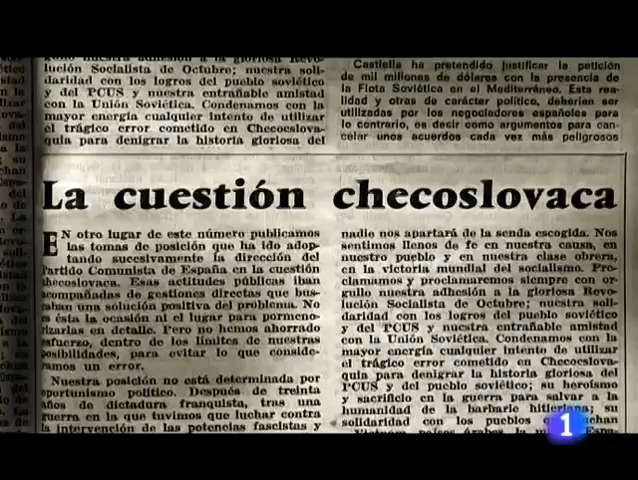 gullo nuestra adhesión a la gloriosa Revo-
lución Socialista de Octubre; nuestra soli-
daridad con los logros del pueblo soviético
y del PCUS y nuestra entrañable amistad
con la Unión Soviética. Condenamos con la
mayor energía cualquier intento de utilizar
el trágico error cometido en Checoeslova-
quia para denigrar la historia gloriosa del
Castiella ha pretendido justificar la petición
de mil millones de dólares con la presencia de
la Flota Soviética en el Mediterráneo. Esta rea-
lidad y otras de carácter político, deberían ser
utilizadas por los negociadores españoles para
lo contrario, es decir como argumentos para can-
celar unos acuerdos cada vez más peligrosos
La cuestión checoslovaca
EN otro lugar de este número publicamos
las tomas de posición que ha ido adop-
tando sucesivamente la dirección del
Partido Comunista de España en la cuestión
checoslovaca. Esas actitudes públicas iban
acompañadas de gestiones directas que bus-
caban una solución positiva del problema. No
es ésta la ocasión ni el lugar para pormeno-
rizarlas en detalle. Pero no hemos ahorrado
esfuerzo, dentro de los límites de nuestras
posibilidades, para evitar lo que conside-
ramos un error.
Nuestra posición no está determinada por
oportunismo político. Después de treinta
años de dictadura franquista, tras una
guerra en la que tuvimos que luchar contra
la intervención de las potencias fascistas y
nadie nos apartará de la senda escogida. Nos
sentimos llenos de fe en nuestra causa, en
nuestro pueblo y en nuestra clase obrera,
en la victoria mundial del socialismo. Pro-
clamamos y proclamaremos siempre con or-
gullo nuestra adhesión a la gloriosa Revo-
lución Socialista de Octubre; nuestra soli-
daridad con los logros del pueblo soviético
y del PCUS y nuestra entrañable amistad
con la Unión Soviética. Condenamos con la
mayor energía cualquier intento de utilizar
el trágico error cometido en Checoeslova-
quia para denigrar la historia gloriosa del
PCUS y del pueblo soviético; su heroísmo
y sacrificio en la guerra para salvar a la
humanidad de la barbarie hitleriana; su
solidaridad con los pueblos
1